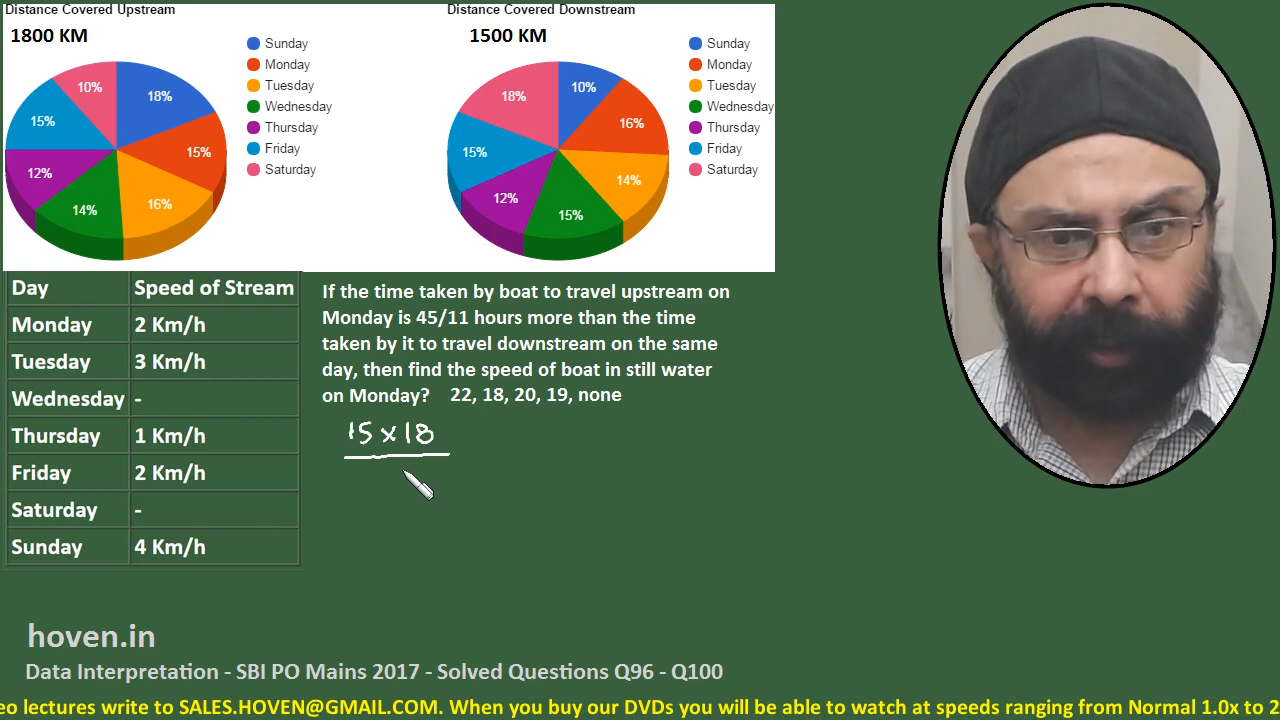 Distance Covered Upstream
1800 KM
18%
15%
16%
14%
12%
15%
10%
Sunday
Monday
Tuesday
Wednesday
Thursday
Friday
Saturday
Distance Covered Downstream
1500 KM
10%
16%
14%
15%
12%
15%
18%
Sunday
Monday
Tuesday
Wednesday
Thursday
Friday
Saturday
Day Speed of Stream
Monday 2 Km/h
Tuesday 3 Km/h
Wednesday -
Thursday 1 Km/h
Friday 2 Km/h
Saturday -
Sunday 4 Km/h
If the time taken by boat to travel upstream on
Monday is 45/11 hours more than the time
taken by it to travel downstream on the same
day, then find the speed of boat in still water
on Monday? 22, 18, 20, 19, none
15 × 18
hoven.in
Data Interpretation - SBI PO Mains 2017 - Solved Questions Q96 - Q100
eo lectures write to SALES.HOVEN@GMAIL.COM. When you buy our DVDs you will be able to watch at speeds ranging from Normal 1.0x to 2